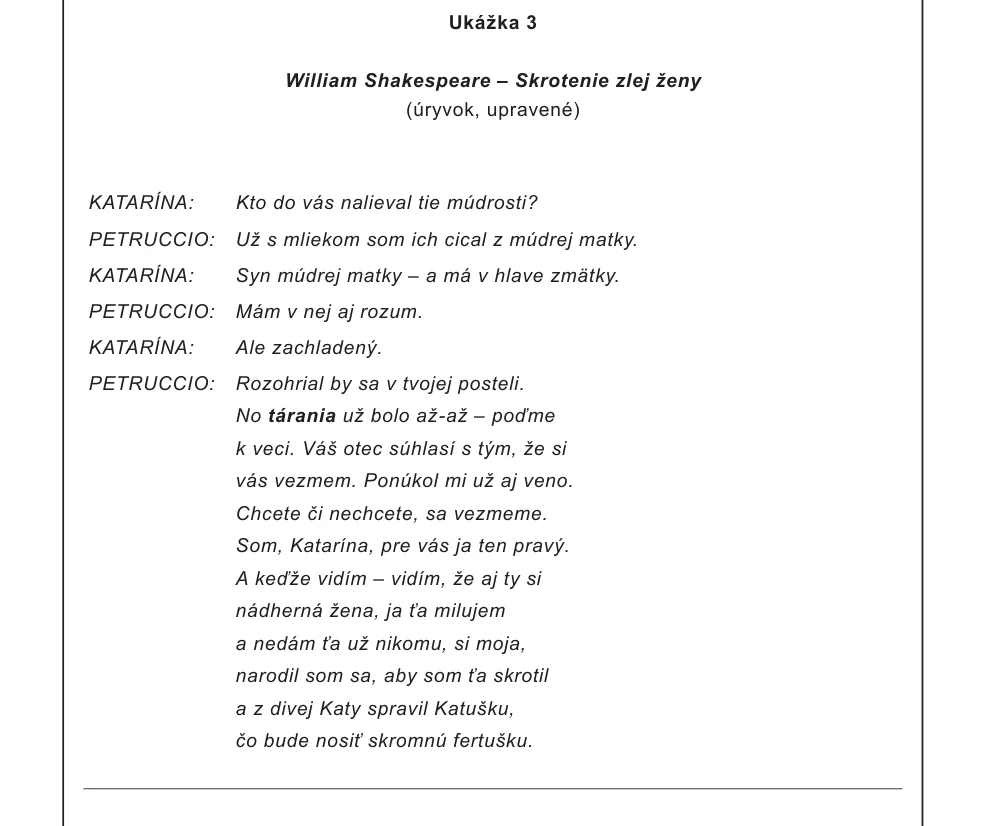 Ukážka 3
William Shakespeare – Skrotenie zlej ženy
(úryvok, upravené)
KATARÍNA: Kto do vás nalieval tie múdrosti?
PETRUCCIO: Už s mliekom som ich cical z múdrej matky.
KATARÍNA: Syn múdrej matky – a má v hlave zmätky.
PETRUCCIO: Mám v nej aj rozum.
KATARÍNA: Ale zachladený.
PETRUCCIO: Rozohrial by sa v tvojej posteli.
No tárania už bolo až-až – poďme
k veci. Váš otec súhlasí s tým, že si
vás vezmem. Ponúkol mi už aj veno.
Chcete či nechcete, sa vezmeme.
Som, Katarína, pre vás ja ten pravý.
A keďže vidím – vidím, že aj ty si
nádherná žena, ja ťa milujem
a nedám ťa už nikomu, si moja,
narodil som sa, aby som ťa skrotil
a z divej Katy spravil Katušku,
čo bude nosiť skromnú fertušku.